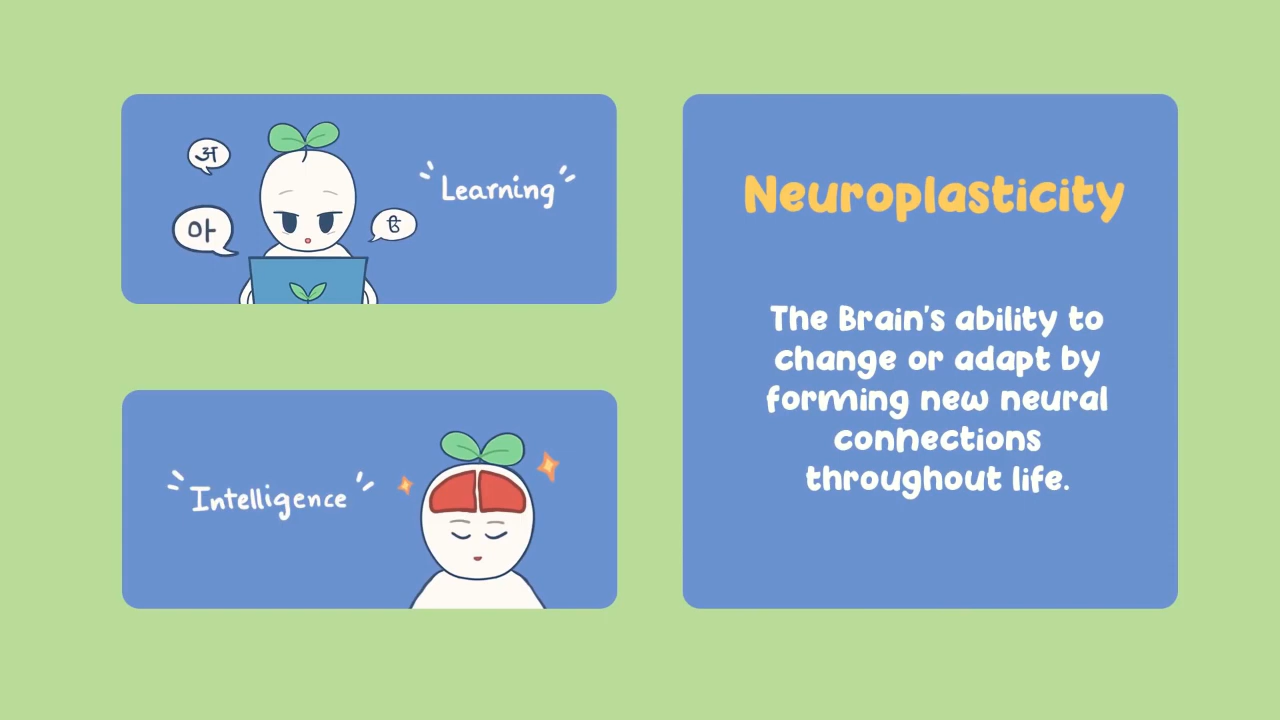 अ
아
Learning
Intelligence
Neuroplasticity
The Brain's ability to
change or adapt by
forming new neural
connections
throughout life.